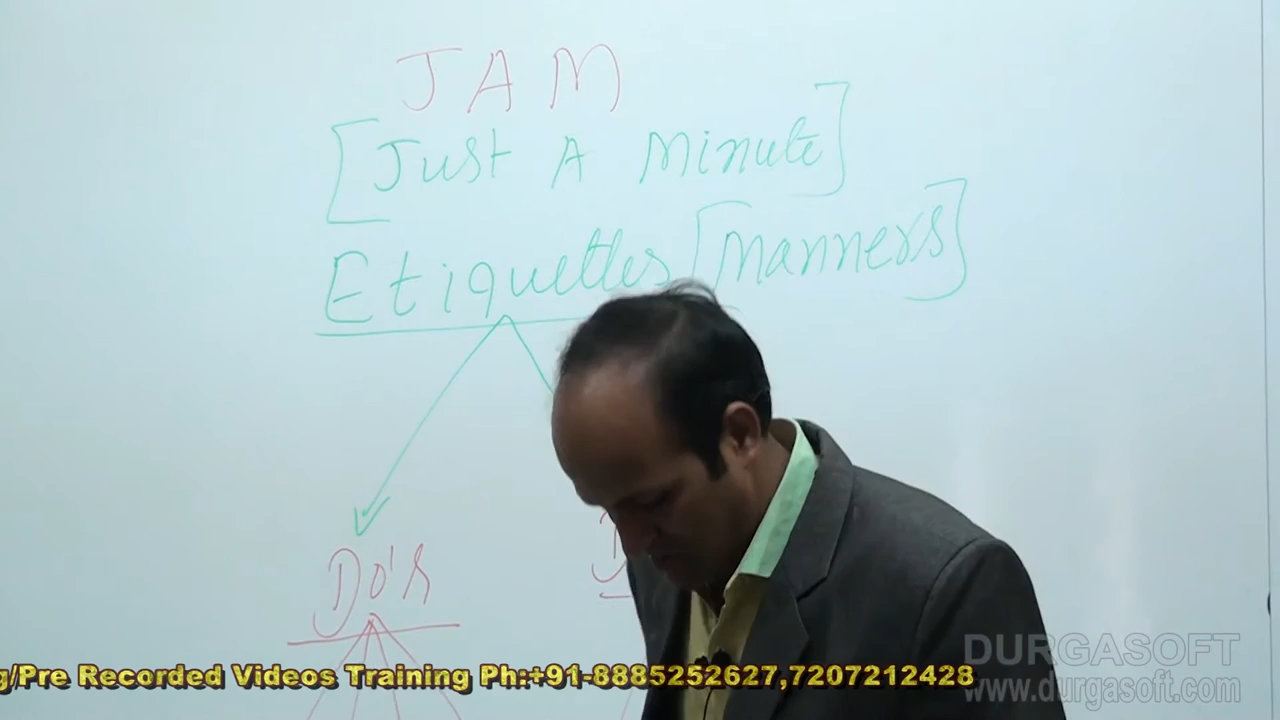 JAM
[Just A Minute]
Etiquettes [Manners]
Do's
g/Pre Recorded Videos Training Ph:+91-8885252627,7207212428
DURGASOFT
www.durgasoft.com